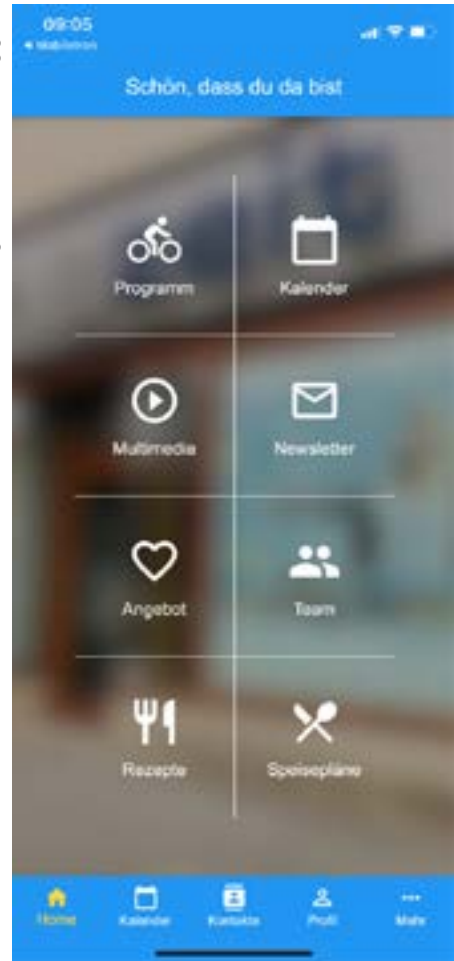 09:05
Schön, dass du da bist
Programm
Kalender
Multimedia
Newsletter
Angebot
Team
Rezepte
Speisepläne
Home
Kalender
Kontakte
Profil
Mehr